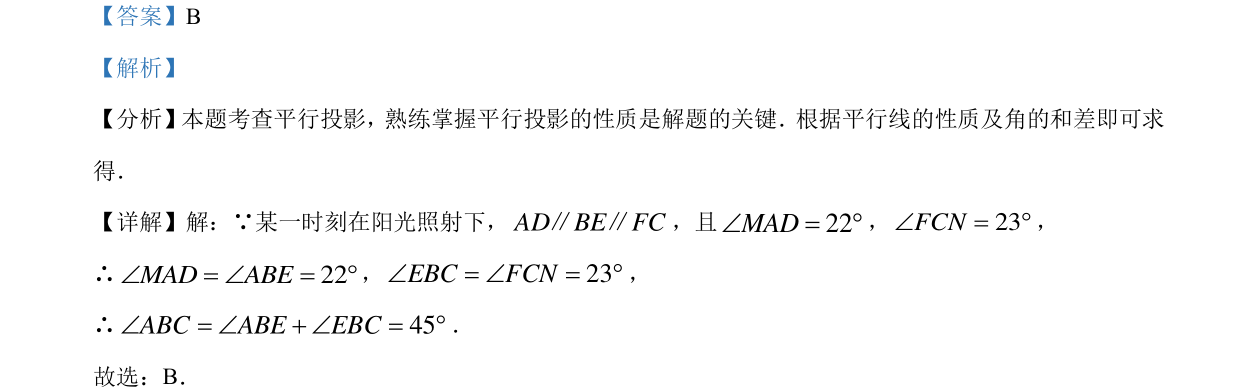 【答案】B
【解析】
【分析】本题考查平行投影，熟练掌握平行投影的性质是解题的关键．根据平行线的性质及角的和差即可求
得．
【详解】解：∵某一时刻在阳光照射下，AD∥BE∥FC，且∠MAD＝22°，∠FCN＝23°，
∴∠MAD＝∠ABE＝22°，∠EBC＝∠FCN＝23°，
∴∠ABC＝∠ABE＋∠EBC＝45°．
故选：B．